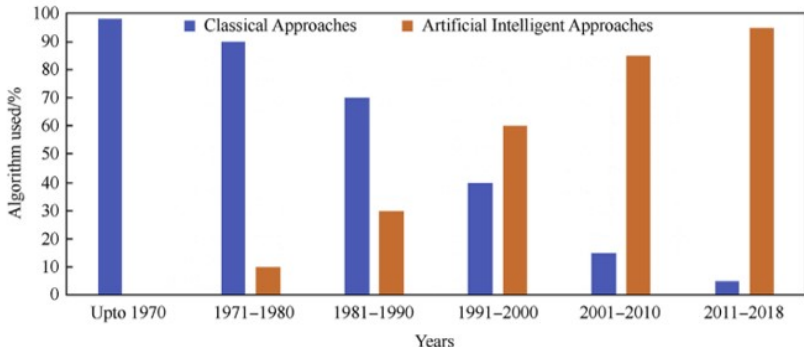 Classical Approaches Artificial Intelligent Approaches
Algorithm used/%
100
90
80
70
60
50
40
30
20
10
0
Upto 1970 1971–1980 1981–1990 1991–2000 2001–2010 2011–2018
Years